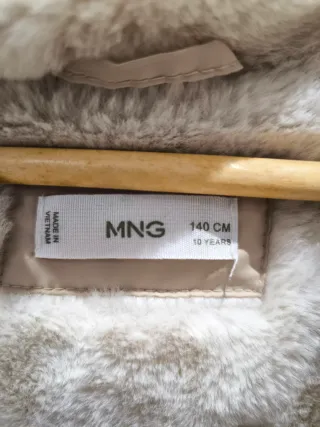 MADE IN
VIETNAM
MNG
140 CM
10 YEARS